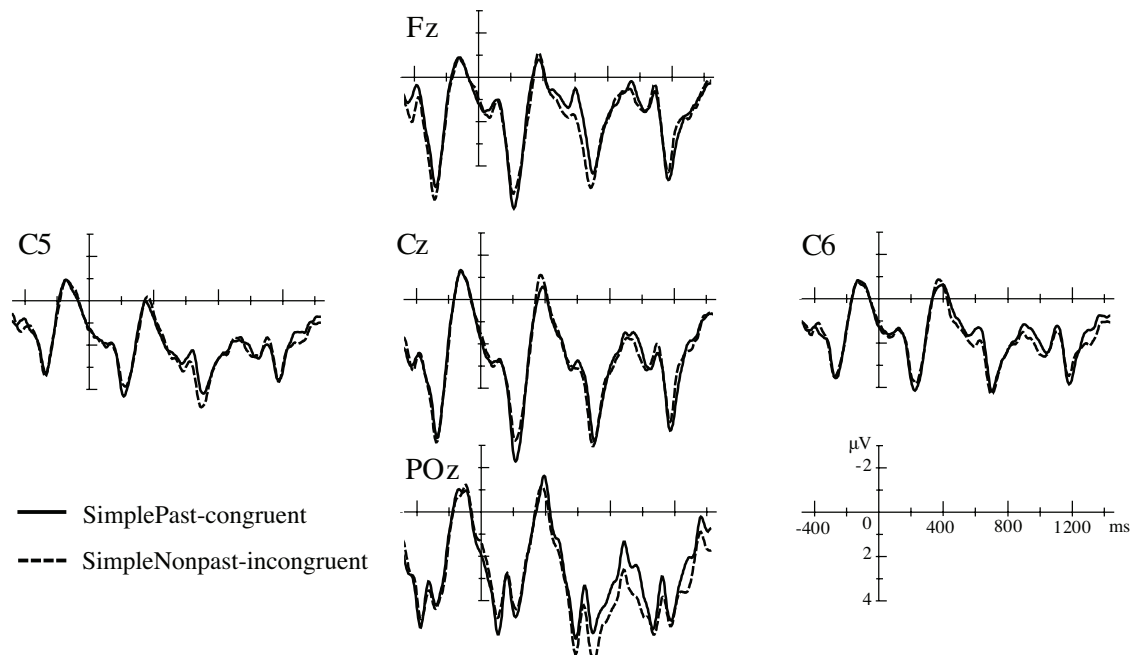 Fz
C5
Cz
C6
POz
SimplePast-congruent
SimpleNonpast-incongruent
μV
-2
-400
0
400
800
1200
ms
2
4